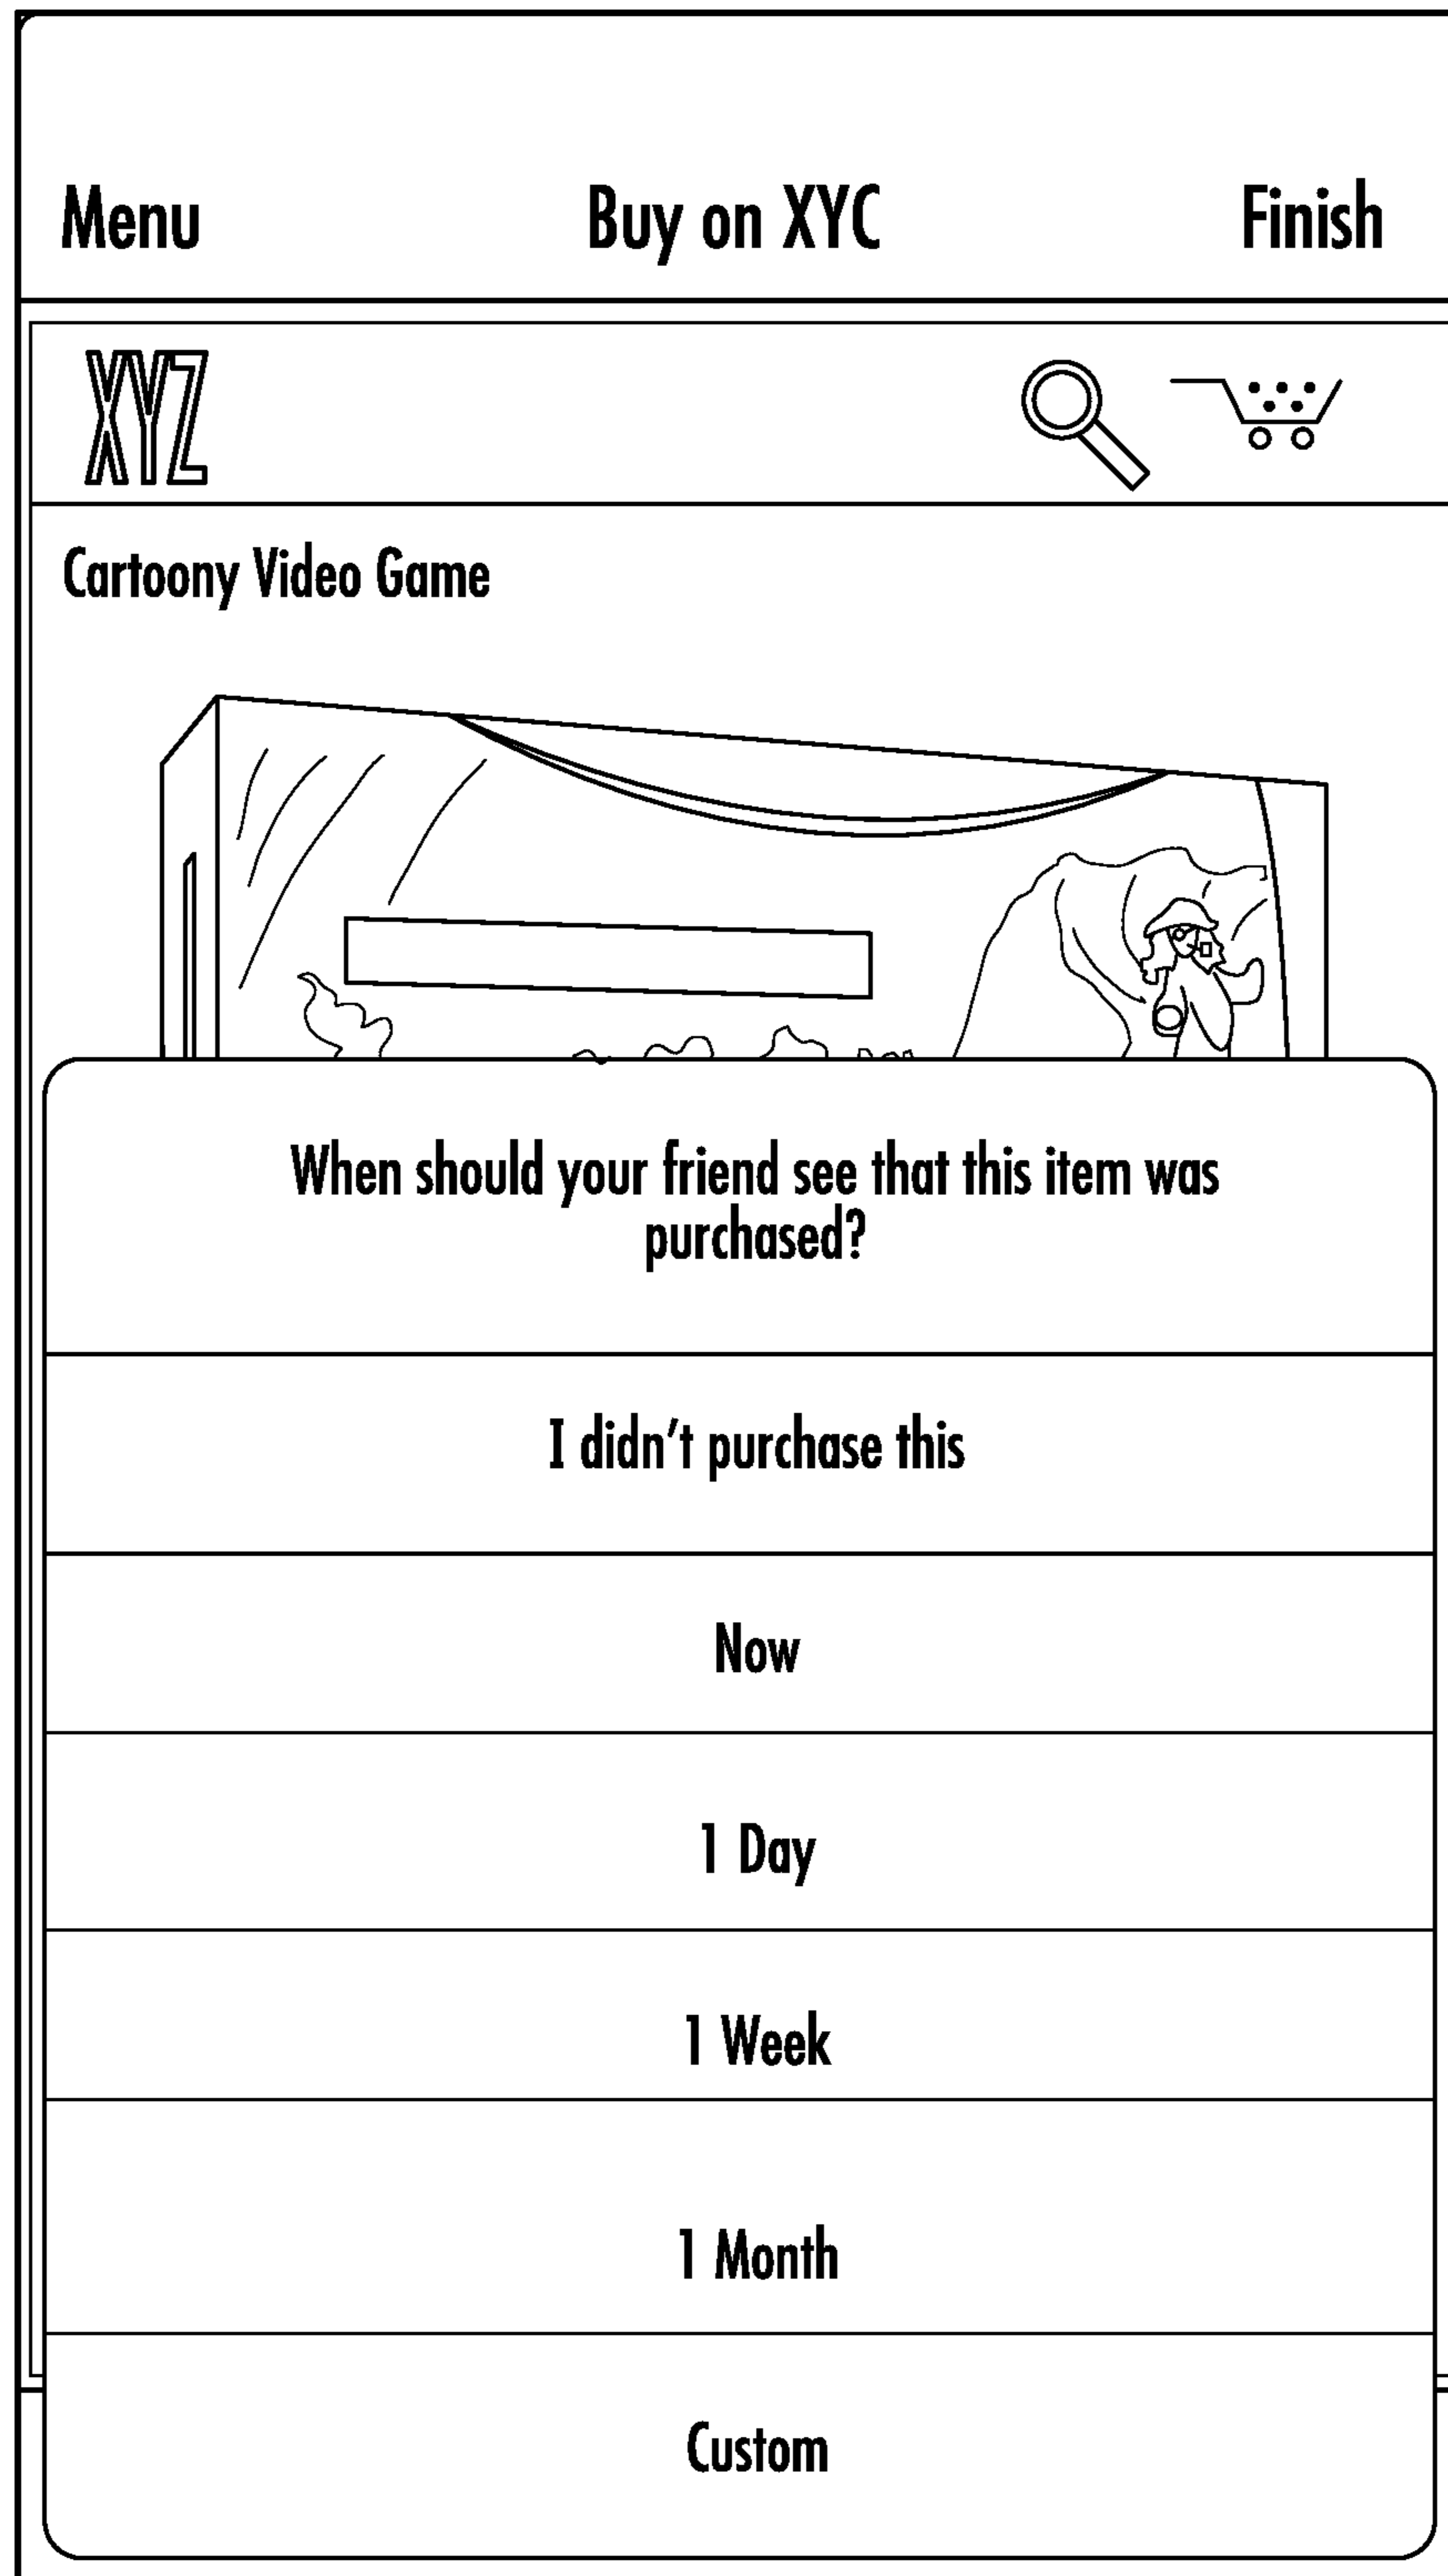 Menu Buy on XYC Finish
XYZ
Cartoony Video Game
When should your friend see that this item was
purchased?
I didn't purchase this
Now
1 Day
1 Week
1 Month
Custom